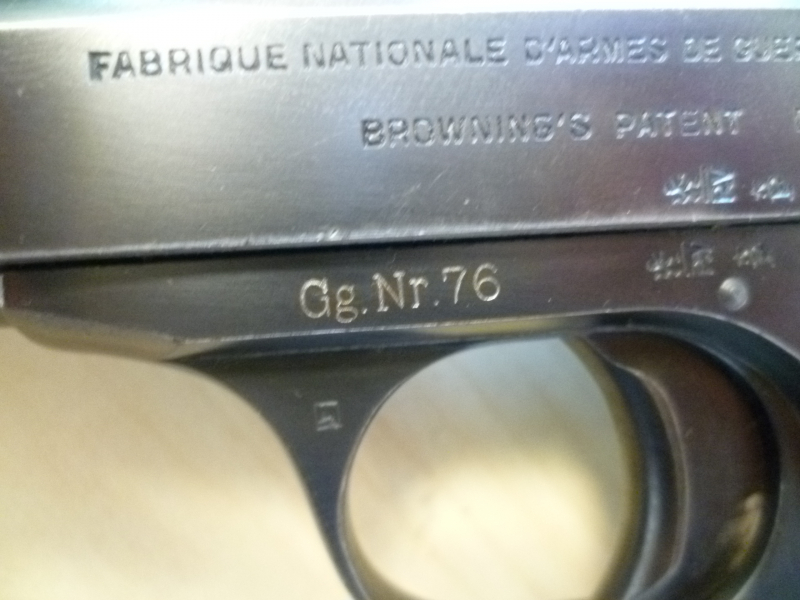 FABRIQUE NATIONALE D'ARMES DE
BROWNING'S PATENT
Gg.Nr.76